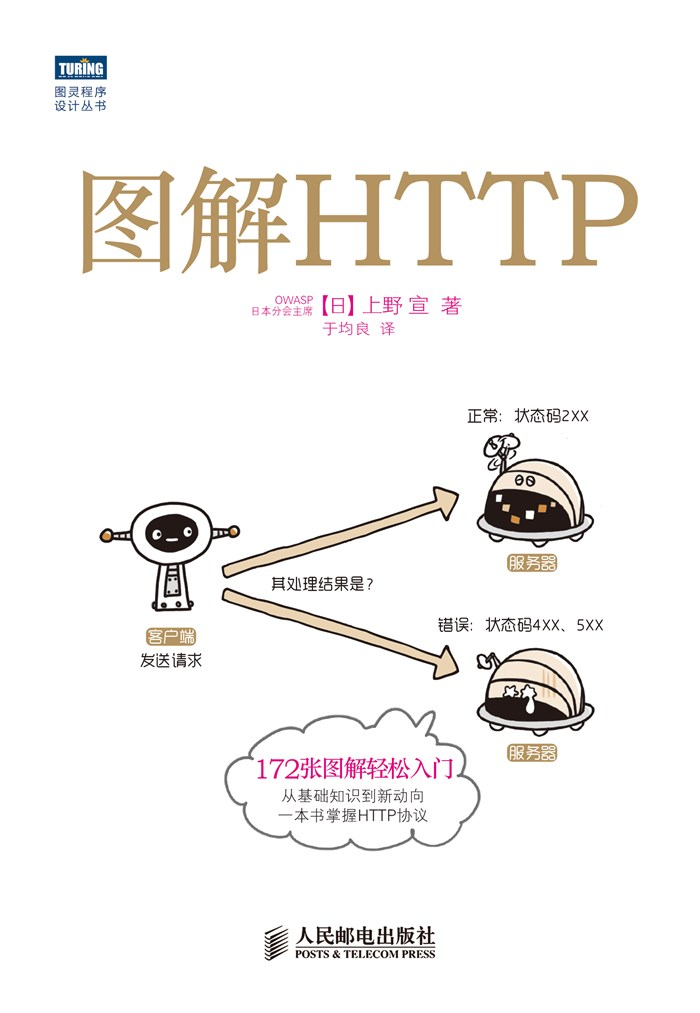 TURING
图灵程序
设计丛书
图解HTTP
OWASP
日本分会主席
【日】上野 宣 著
于均良 译
正常：状态码2XX
服务器
其处理结果是？
错误：状态码4XX、5XX
客户端
发送请求
服务器
172张图解轻松入门
从基础知识到新动向
一本书掌握HTTP协议
人民邮电出版社
POSTS & TELECOM PRESS